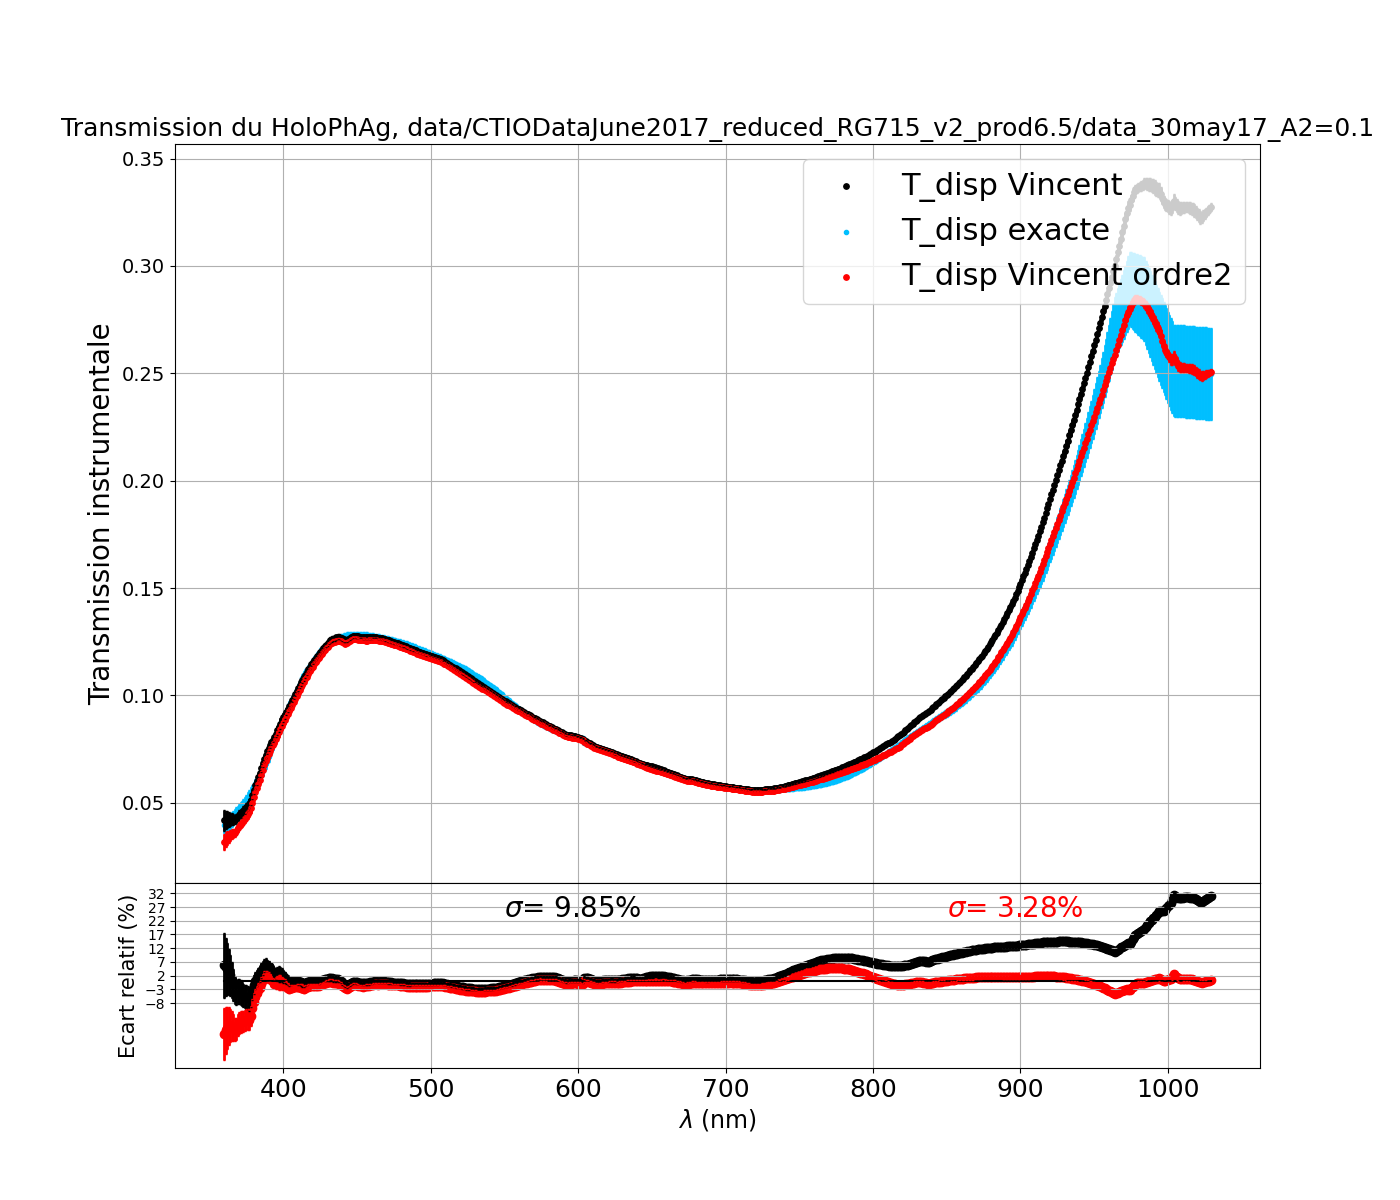 Transmission du HoloPhAg, data/CTIODataJune2017_reduced_RG715_v2_prod6.5/data_30may17_A2=0.1
T_disp Vincent
T_disp exacte
T_disp Vincent ordre2
Transmission instrumentale
0.35
0.30
0.25
0.20
0.15
0.10
0.05
Ecart relatif (%)
32
27
22
17
12
7
2
−3
−8
σ= 9.85%
σ= 3.28%
400 500 600 700 800 900 1000
λ (nm)